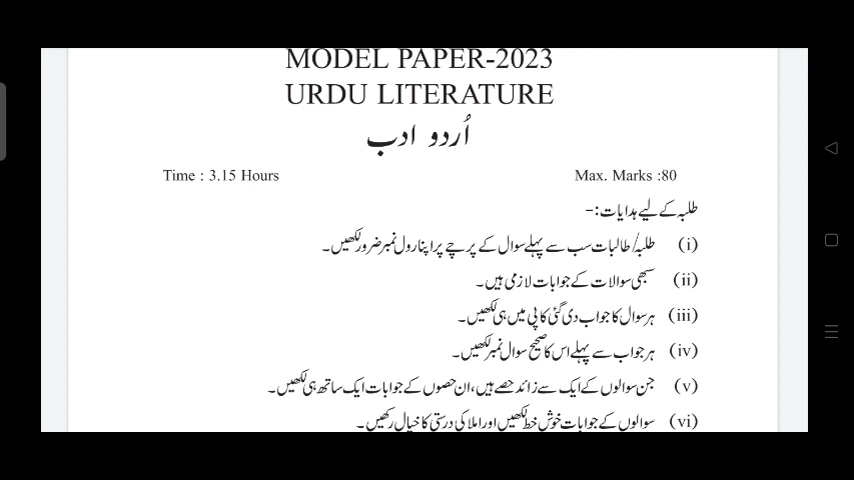 MODEL PAPER-2023
URDU LITERATURE
اُردو ادب
Time : 3.15 Hours Max. Marks :80
طلبہ کے لیے ہدایات :-
(i) طلبہ/طالبات سب سے پہلے سوال کے پرچے پر اپنا رول نمبر ضرور لکھیں۔
(ii) سبھی سوالات کے جوابات لازمی ہیں۔
(iii) ہر سوال کا جواب دی گئی کاپی میں ہی لکھیں۔
(iv) ہر جواب سے پہلے اس کا صحیح سوال نمبر لکھیں۔
(v) جن سوالوں کے ایک سے زائد حصے ہیں، ان حصوں کے جوابات ایک ساتھ ہی لکھیں۔
(vi) سوالوں کے جوابات خوش خط لکھیں اور املا کی درستی کا خیال رکھیں۔